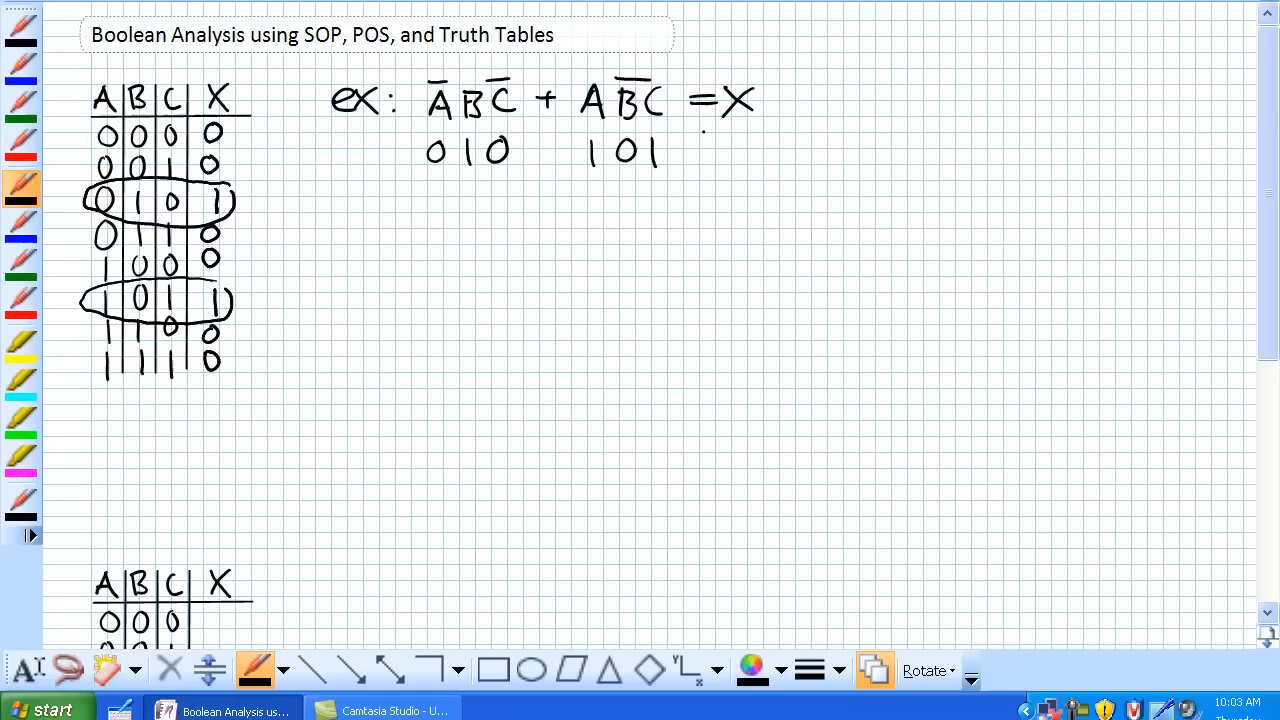 Boolean Analysis using SOP, POS, and Truth Tables
A B C X
0 0 0 0
0 0 1 0
0 1 0 1
0 1 1 0
1 0 0 0
1 0 1 1
1 1 0 0
1 1 1 0
ex: A̅ B C̅ + A B̅C̅ = X
0 1 0 1 0 1
A B C X
0 0 0
Rotate
start
Boolean Analysis us...
Camtasia Studio - U...
10:03 AM